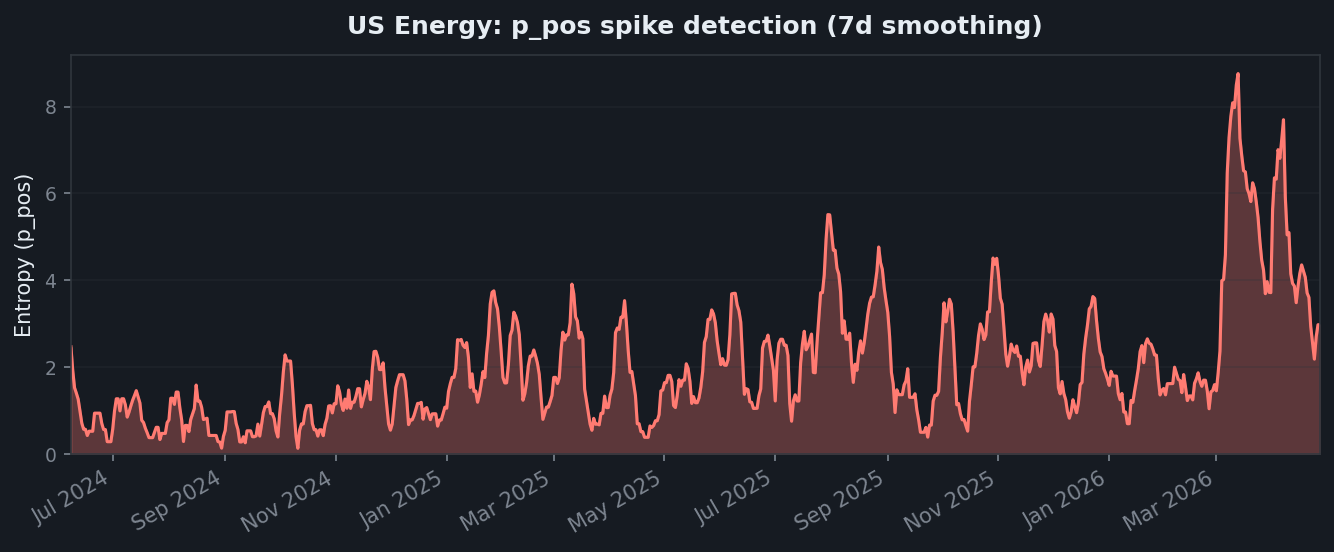 US Energy: p_pos spike detection (7d smoothing)
Entropy (p_pos)
8
6
4
2
0
Jul 2024
Sep 2024
Nov 2024
Jan 2025
Mar 2025
May 2025
Jul 2025
Sep 2025
Nov 2025
Jan 2026
Mar 2026